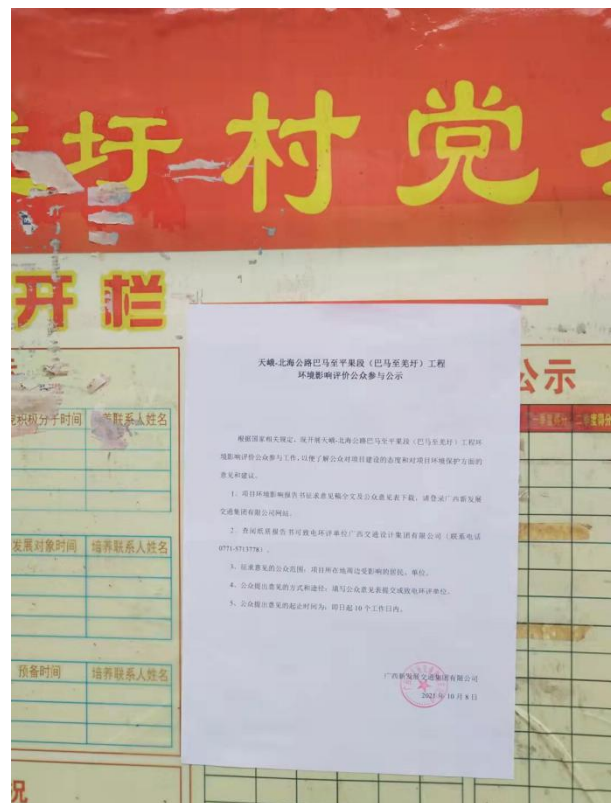 圩村党
开栏
公示
积极分子时间
养联系人姓名
发展对象时间
培养联系人姓名
预备时间
培养联系人姓名
况
天峨-北海公路巴马至平果段（巴马至羌圩）工程
环境影响评价公众参与公示
根据国家相关规定，现开展天峨-北海公路巴马至平果段（巴马至羌圩）工程环
境影响评价公众参与工作，以便了解公众对项目建设的态度和对项目环境保护方面的
意见和建议。
1、项目环境影响报告书征求意见稿全文及公众意见表下载，请登录广西新发展
交通集团有限公司网站。
2、查阅纸质报告书可致电环评单位广西交通设计集团有限公司（联系电话
0771-5713778）。
3、征求意见的公众范围：项目所在地周边受影响的居民、单位。
4、公众提出意见的方式和途径：填写公众意见表提交或致电环评单位。
5、公众提出意见的起止时间为：即日起 10 个工作日内。
广西新发展交通集团有限公司
2021 年 10 月 8 日